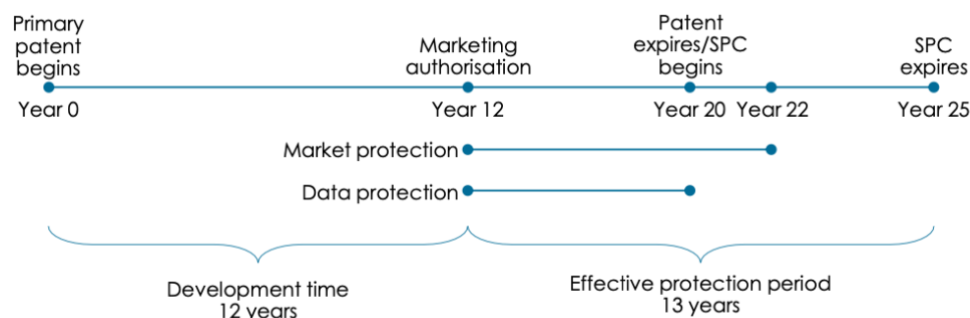 Primary
patent
begins
Marketing
authorisation
Patent
expires/SPC
begins
SPC
expires
Year 0
Year 12
Year 20
Year 22
Year 25
Market protection
Data protection
Development time
12 years
Effective protection period
13 years